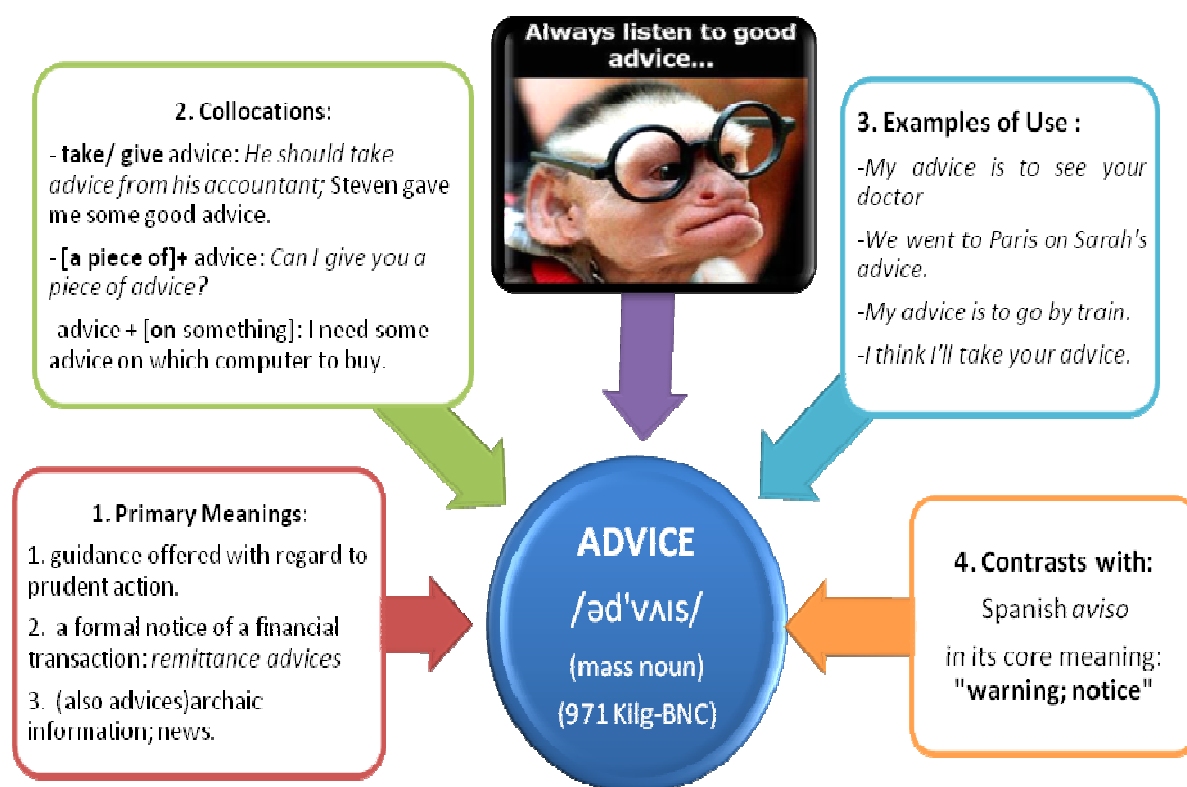 Always listen to good
advice...
2. Collocations:
- take/ give advice: He should take
advice from his accountant; Steven gave
me some good advice.
-[a piece of]+ advice: Can I give you a
piece of advice?
advice + [on something]: I need some
advice on which computer to buy.
3. Examples of Use :
-My advice is to see your
doctor
-We went to Paris on Sarah's
advice.
-My advice is to go by train.
-I think I'll take your advice.
1. Primary Meanings:
1. guidance offered with regard to
prudent action.
2. a formal notice of a financial
transaction: remittance advices
3. (also advices)archaic
information; news.
ADVICE
/əd'vʌɪs/
(mass noun)
(971 Kilg-BNC)
4. Contrasts with:
Spanish aviso
in its core meaning:
"warning; notice"